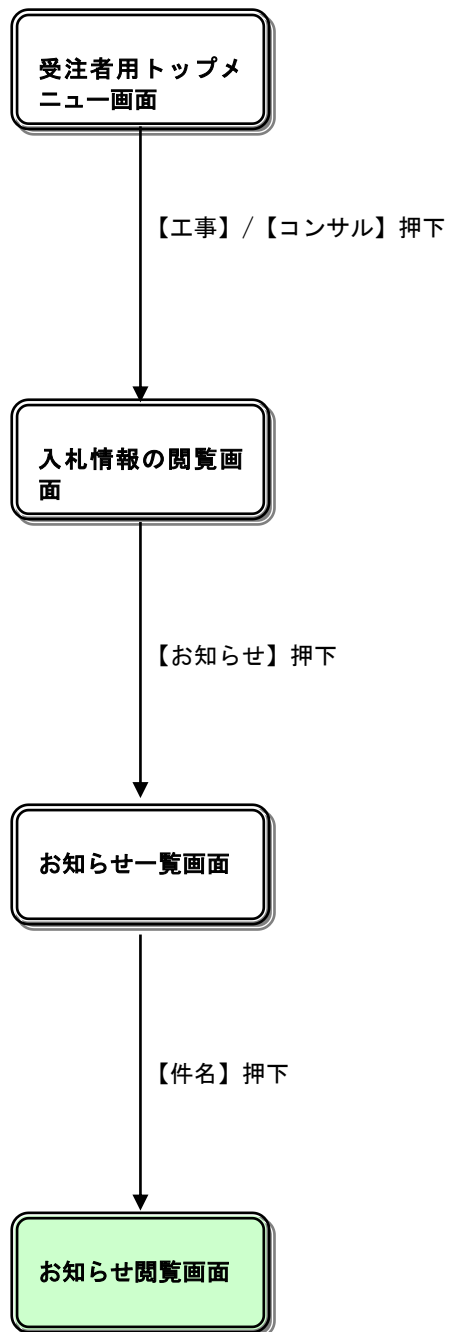 受注者用トップメ
ニュー画面
【工事】/【コンサル】押下
入札情報の閲覧画
面
【お知らせ】押下
お知らせ一覧画面
【件名】押下
お知らせ閲覧画面